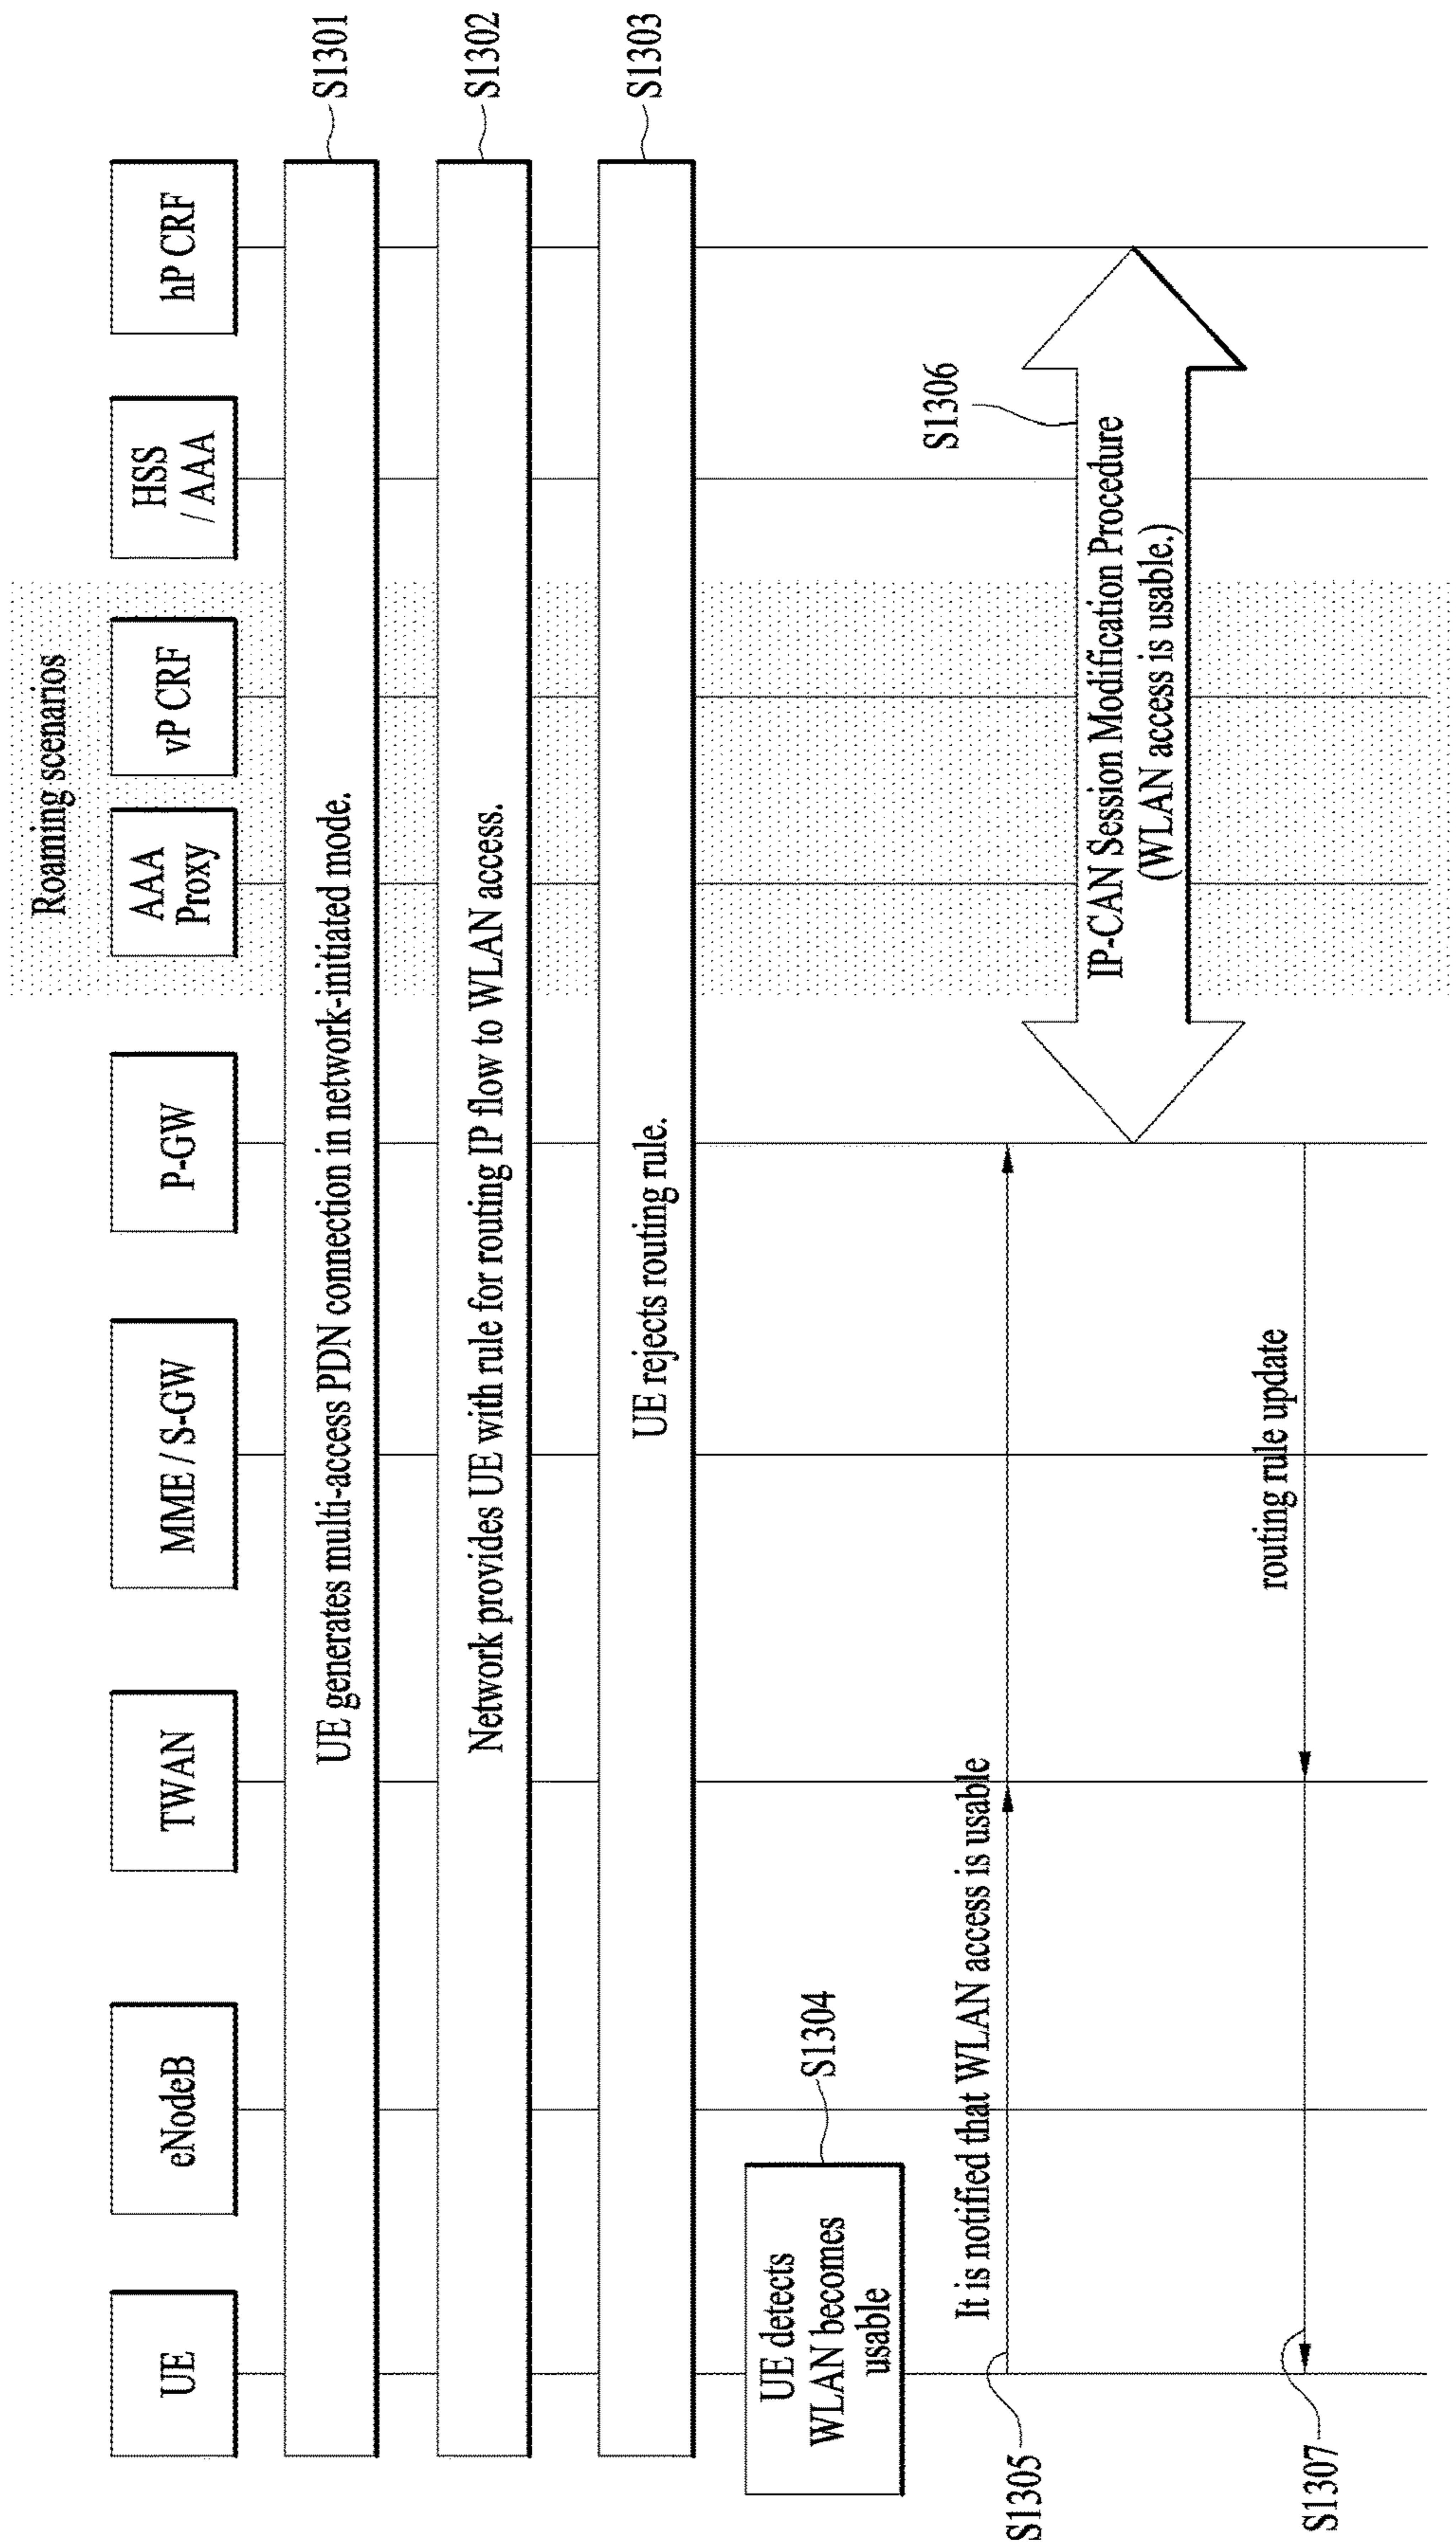 Roaming scenarios
UE
eNodeB
TWAN
MME / S-GW
P-GW
AAA
Proxy
vP CRF
HSS
/ AAA
hP CRF
UE generates multi-access PDN connection in network-initiated mode.
S1301
Network provides UE with rule for routing IP flow to WLAN access.
S1302
UE rejects routing rule.
S1303
UE detects
WLAN becomes
usable
S1304
It is notified that WLAN access is usable
S1305
S1306
IP-CAN Session Modification Procedure
(WLAN access is usable.)
routing rule update
S1307